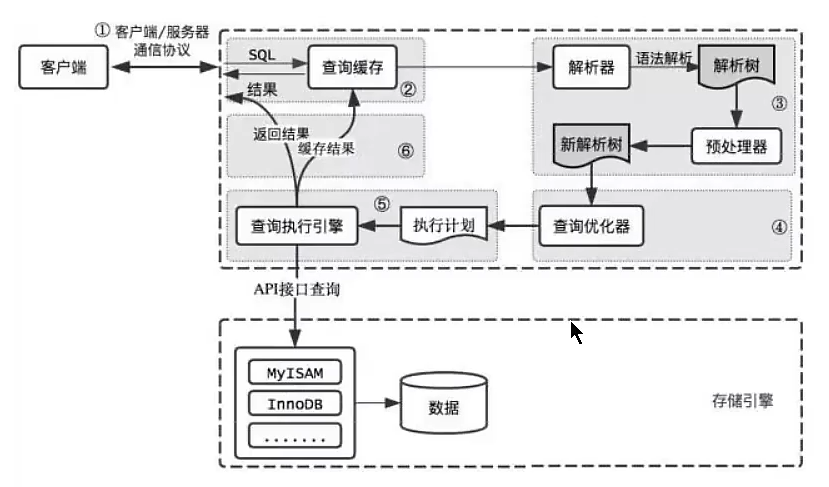 ① 客户端/服务器
通信协议
客户端
SQL
结果
查询缓存
②
解析器
语法解析
解析树
③
预处理器
新解析树
返回结果
缓存结果
⑥
查询执行引擎
⑤
执行计划
查询优化器
④
API接口查询
MyISAM
InnoDB
.......
数据
存储引擎